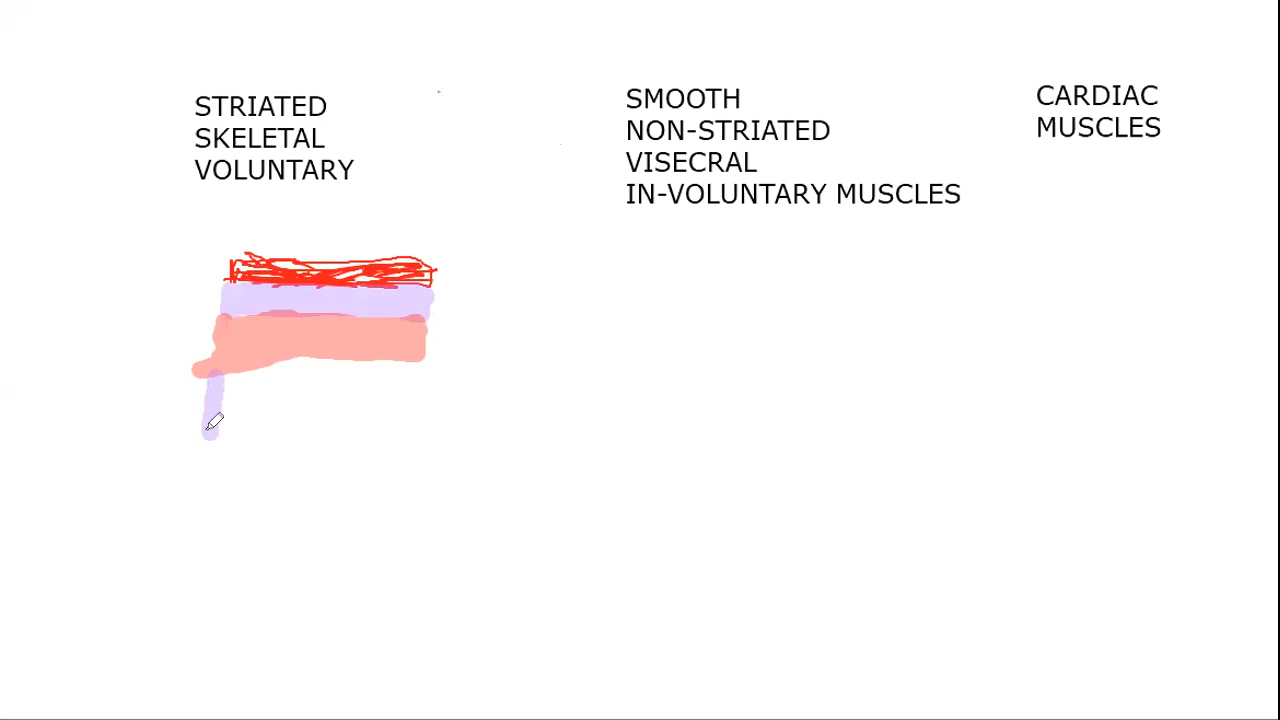 STRIATED
SKELETAL
VOLUNTARY
SMOOTH
NON-STRIATED
VISECRAL
IN-VOLUNTARY MUSCLES
CARDIAC
MUSCLES